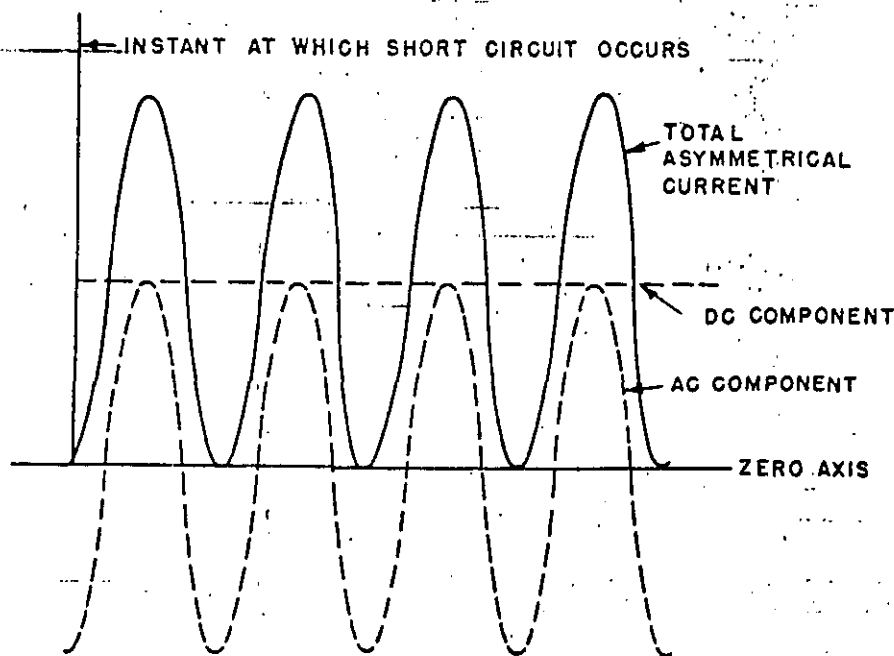 INSTANT AT WHICH SHORT CIRCUIT OCCURS
TOTAL
ASYMMETRICAL
CURRENT
DC COMPONENT
AC COMPONENT
ZERO AXIS